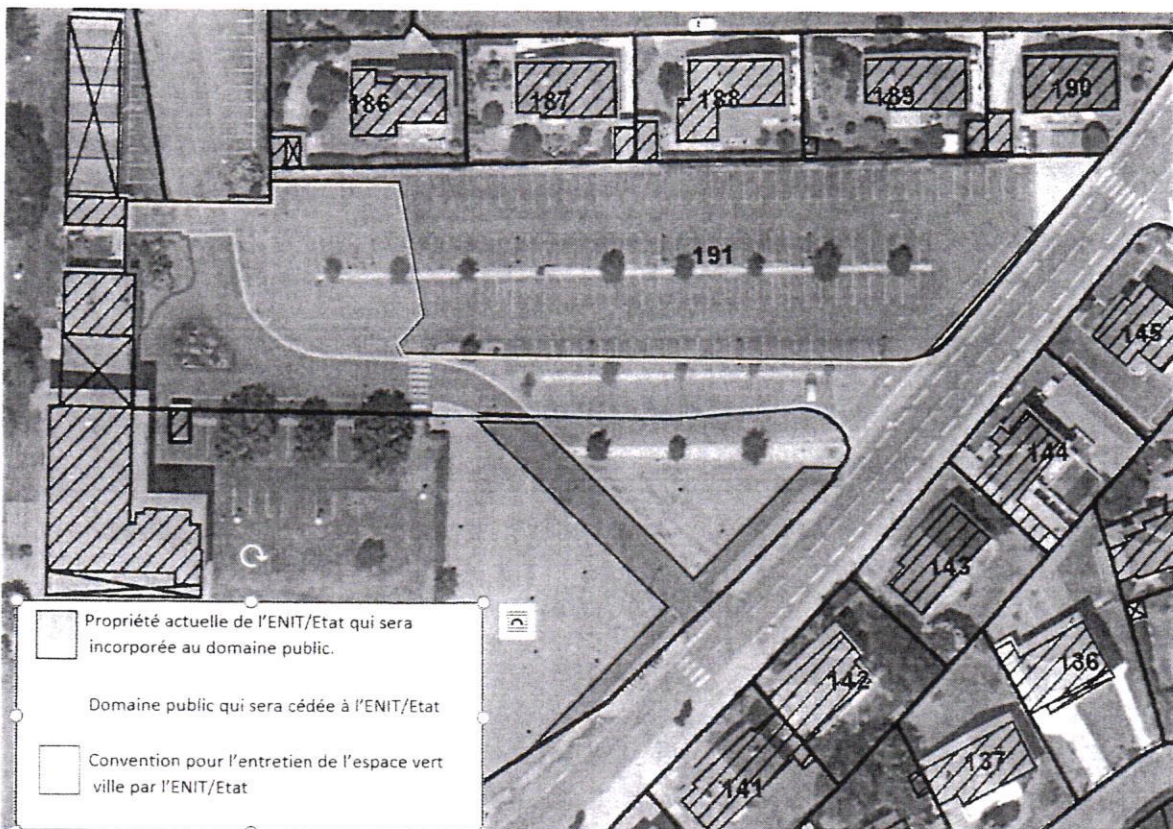 186
187
188
189
190
191
145
144
143
142
136
137
141
Propriété actuelle de l'ENIT/Etat qui sera
incorporée au domaine public.
Domaine public qui sera cédée à l'ENIT/Etat
Convention pour l'entretien de l'espace vert
ville par l'ENIT/Etat